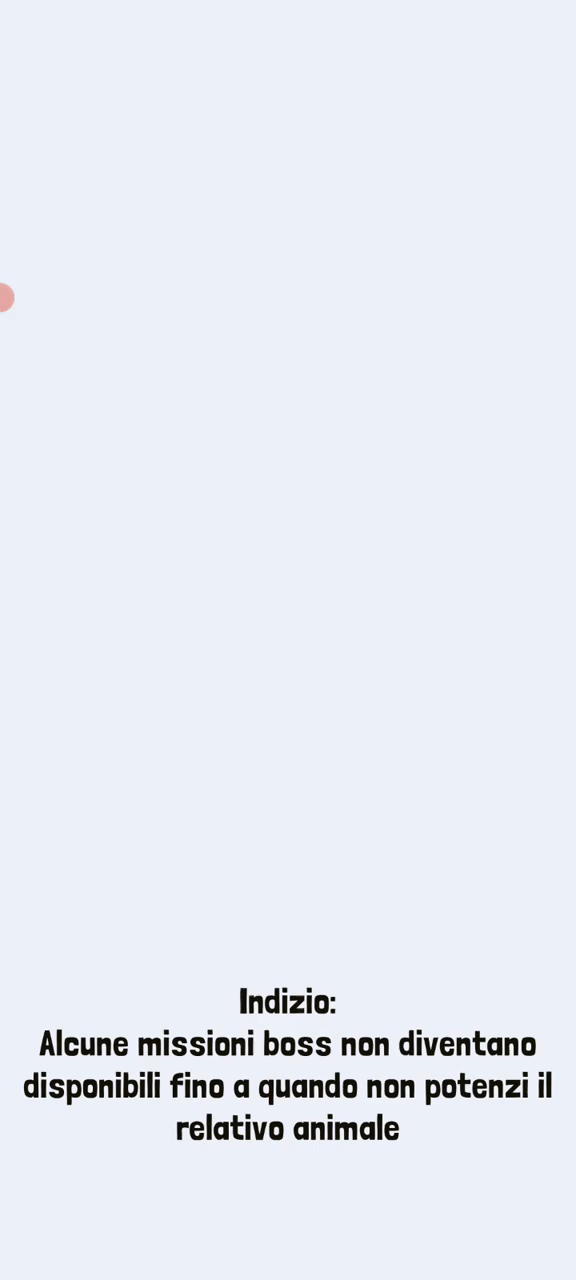 Indizio:
Alcune missioni boss non diventano
disponibili fino a quando non potenzi il
relativo animale